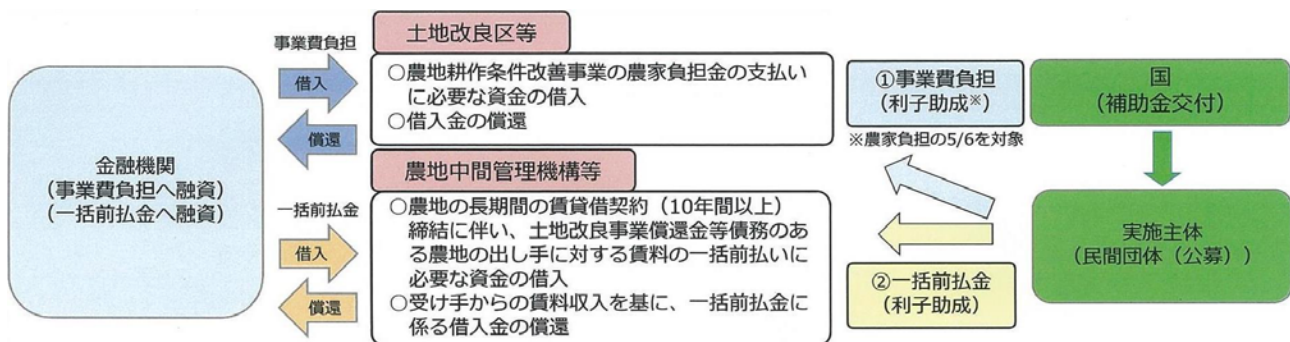 金融機関
(事業費負担へ融資)
(一括前払金へ融資)
事業費負担
借入
償還
土地改良区等
○農地耕作条件改善事業の農家負担金の支払い
に必要な資金の借入
○借入金の償還
一括前払金
借入
償還
農地中間管理機構等
○農地の長期間の賃貸借契約（10年間以上）
締結に伴い、土地改良事業償還金等債務のあ
る農地の出し手に対する賃料の一括前払いに
必要な資金の借入
○受け手からの賃料収入を基に、一括前払金に
係る借入金の償還
①事業費負担
(利子助成※)
※農家負担の5/6を対象
②一括前払金
(利子助成)
国
(補助金交付)
実施主体
(民間団体（公募）)